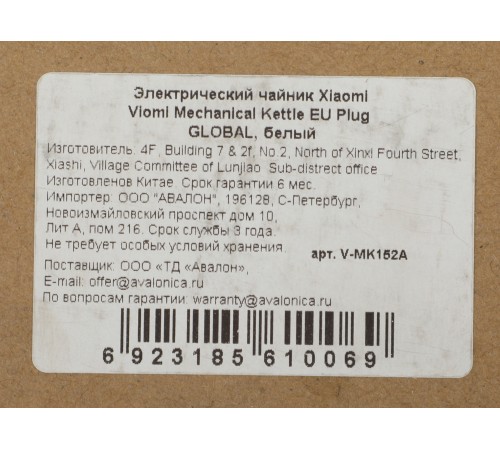 Электрический чайник Xiaomi
Viomi Mechanical Kettle EU Plug
GLOBAL, белый
Изготовитель. 4F, Building 7 & 2f, No.2, North of Xinxi Fourth Street,
Xiashi, Village Committee of Lunjiao Sub-distrect office
Изготовленов Китае. Срок гарантии 6 мес.
Импортер: ООО "АВАЛОН", 196128, С-Петербург,
Новоизмайловский проспект дом 10,
Лит А, пом 216. Срок службы 3 года.
Не требует особых условий хранения
арт. V-MK152A
Поставщик: ООО «ТД «Авалон»,
E-mail: offer@avalonica.ru
По вопросам гарантии: warranty@avalonica.ru
6 923185 610069